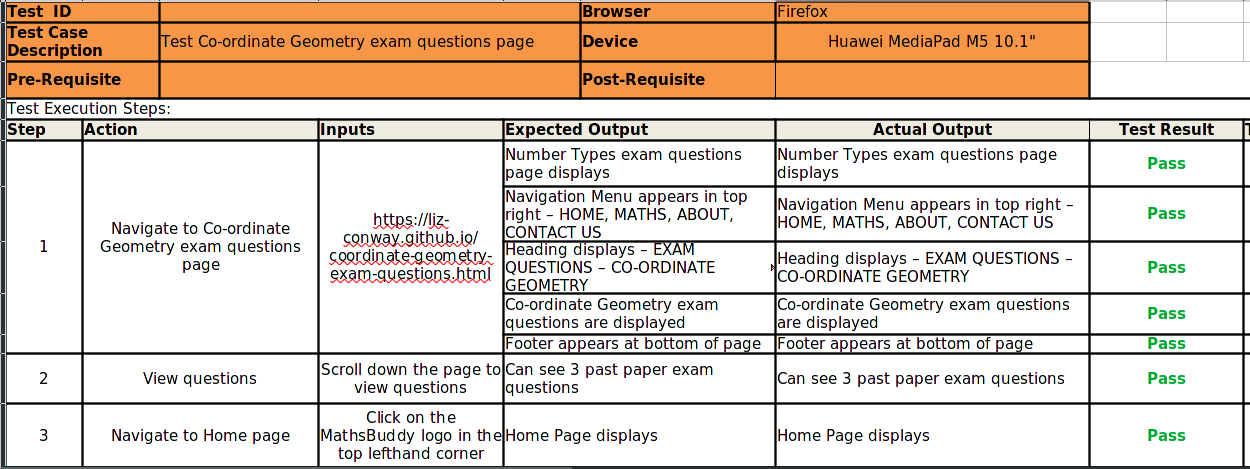 Test ID Browser Firefox
Test Case
Description Test Co-ordinate Geometry exam questions page Device Huawei MediaPad M5 10.1"
Pre-Requisite Post-Requisite
Test Execution Steps:
Step Action Inputs Expected Output Actual Output Test Result T
1
Navigate to Co-ordinate
Geometry exam questions
page
https://liz-
conway.github.io/
coordinate-geometry-
exam-questions.html
Number Types exam questions
page displays
Number Types exam questions page
displays
Pass
Navigation Menu appears in top
right – HOME, MATHS, ABOUT,
CONTACT US
Navigation Menu appears in top right –
HOME, MATHS, ABOUT, CONTACT US
Pass
Heading displays – EXAM
QUESTIONS – CO-ORDINATE
GEOMETRY
Heading displays – EXAM QUESTIONS –
CO-ORDINATE GEOMETRY
Pass
Co-ordinate Geometry exam
questions are displayed
Co-ordinate Geometry exam questions
are displayed
Pass
Footer appears at bottom of page
Footer appears at bottom of page
Pass
2
View questions
Scroll down the page to
view questions
Can see 3 past paper exam
questions
Can see 3 past paper exam questions
Pass
3
Navigate to Home page
Click on the
MathsBuddy logo in the
top lefthand corner
Home Page displays
Home Page displays
Pass